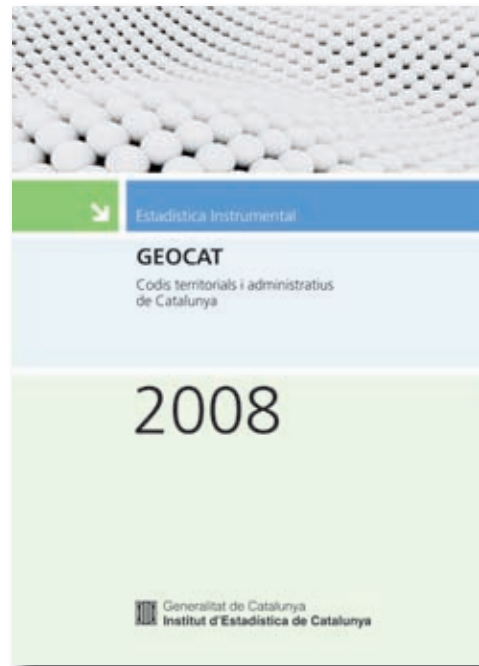 Estadística Instrumental
GEOCAT
Codis territorials i administratius
de Catalunya
2008
Generalitat de Catalunya
Institut d'Estadística de Catalunya